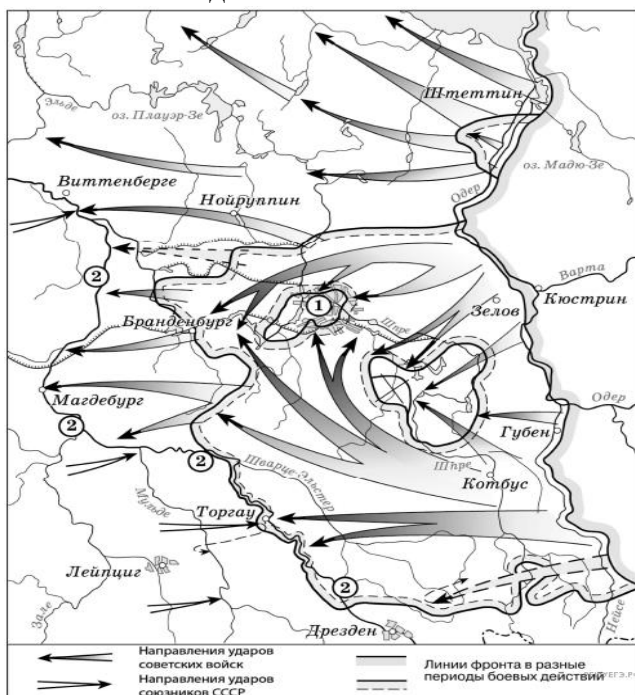 Штеттин
Эльде
оз. Плауэр-Зе
оз. Мадю-Зе
Виттенберге
Нойруппин
Одер
Варта
2
1
Кюстрин
Зелов
Шпре
Бранденбург
Магдебург
Одер
2
Губен
2
Шпре
Котбус
Шварце-Эльстер
Мульде
Торгау
Лейпциг
2
Зале
Дрезден
Нейсе
Направления ударов
советских войск
Направления ударов
союзников СССР
Линии фронта в разные
периоды боевых действий